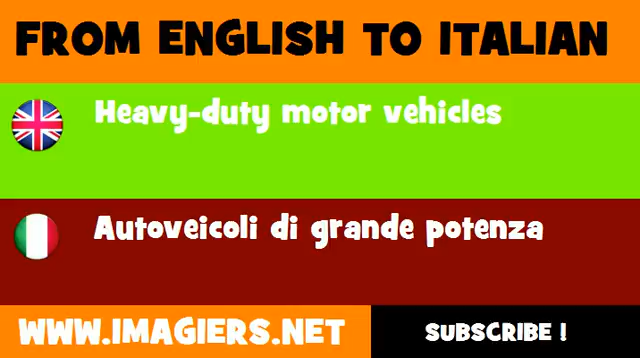 FROM ENGLISH TO ITALIAN
Heavy-duty motor vehicles
Autoveicoli di grande potenza
WWW.IMAGIERS.NET
SUBSCRIBE !